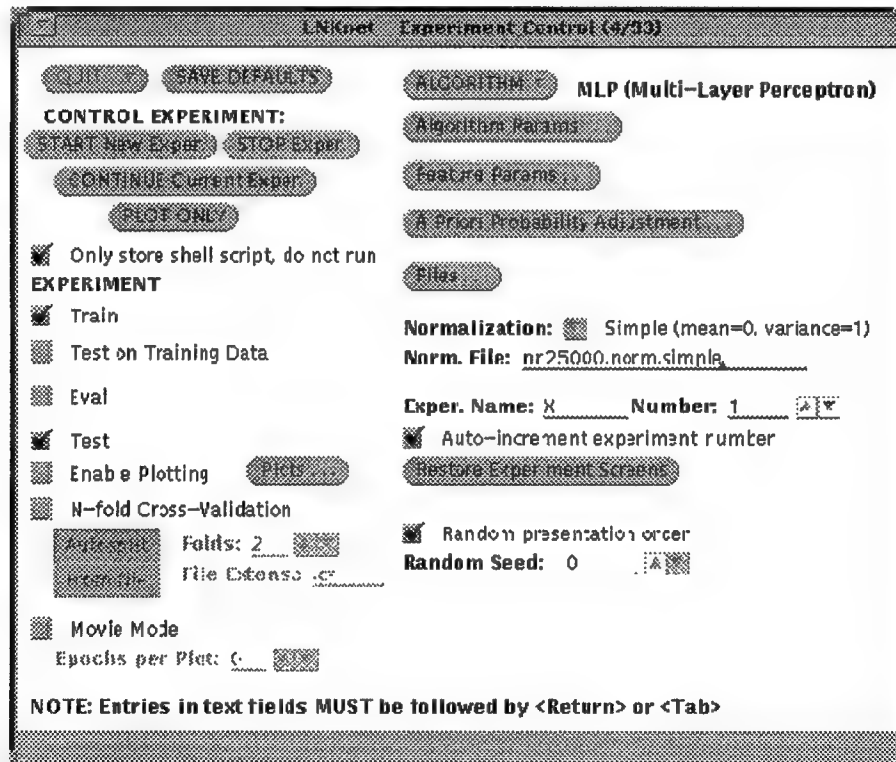 LNKnet Experiment Control (4/93)
QUIT SAVE DEFAULTS
CONTROL EXPERIMENT:
START New Exper STOP Exper
CONTINUE Current Exper.
PLOT ONLY
Only store shell script, do not run
EXPERIMENT
Train
Test on Training Data
Eval
Test
Enable Plotting Plots ...
N-fold Cross-Validation
Folds: 2
File Extens: .cv
Movie Mode
Epochs per Plot:
ALGORITHM MLP (Multi-Layer Perceptron)
Algorithm Params ...
Feature Params...
A Priori Probability Adjustment...
Files ...
Normalization: Simple (mean=0, variance=1)
Norm. File: nr25000.norm.simple
Exper. Name: X Number: 1
Auto-increment experiment number
Restore Experiment Screens
Random presentation order
Random Seed: 0
NOTE: Entries in text fields MUST be followed by <Return> or <Tab>